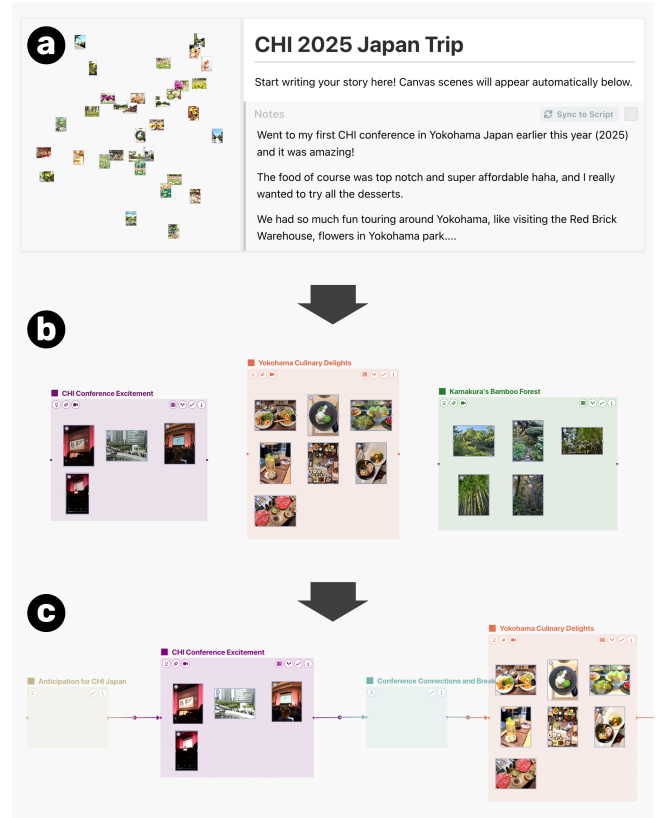 a
CHI 2025 Japan Trip
Start writing your story here! Canvas scenes will appear automatically below.
Notes
Sync to Script
Went to my first CHI conference in Yokohama Japan earlier this year (2025)
and it was amazing!
The food of course was top notch and super affordable haha, and I really
wanted to try all the desserts.
We had so much fun touring around Yokohama, like visiting the Red Brick
Warehouse, flowers in Yokohama park....
b
CHI Conference Excitement
Yokohama Culinary Delights
Kamakura's Bamboo Forest
c
Anticipation for CHI Japan
CHI Conference Excitement
Conference Connections and Break
Yokohama Culinary Delights